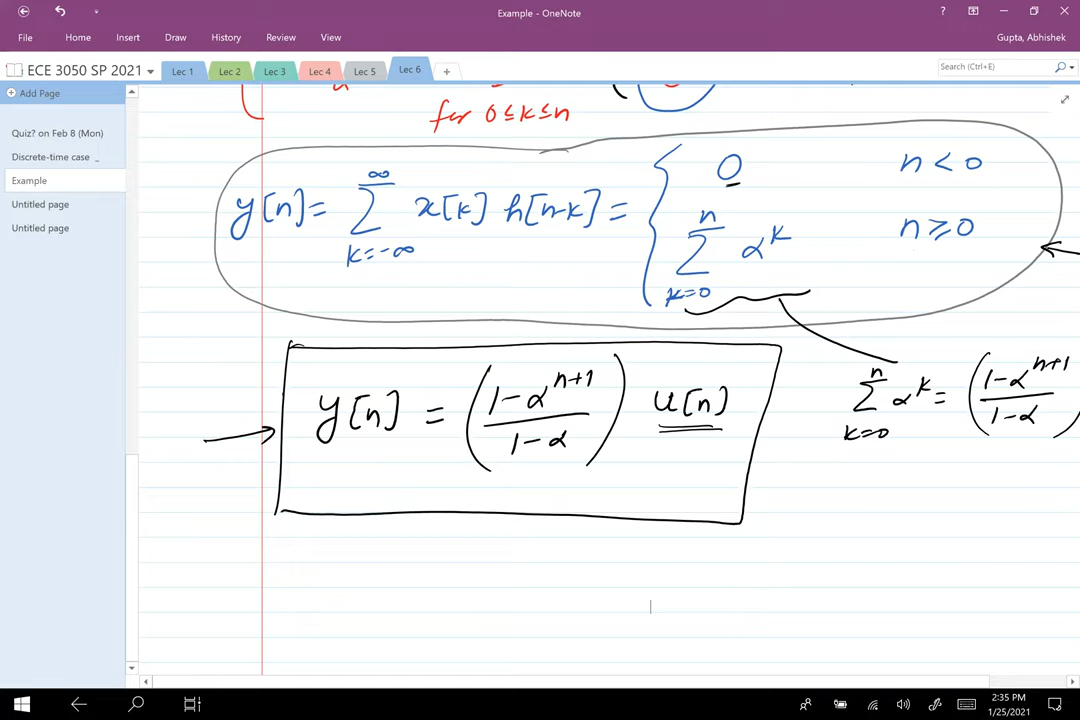 Example - OneNote
?
File Home Insert Draw History Review View Gupta, Abhishek
ECE 3050 SP 2021 Lec 1 Lec 2 Lec 3 Lec 4 Lec 5 Lec 6 + Search (Ctrl+E)
Add Page
Quiz? on Feb 8 (Mon)
Discrete-time case _
Example
Untitled page
Untitled page
for 0≤k≤n
y[n] = ∑_{k=-∞}^{∞} x[k] h[n-k] = { 0 n < 0
∑_{k=0}^{n} α^k n ≥ 0
y[n] = ((1-α^{n+1})/(1-α)) u[n]
∑_{k=0}^{n} α^k = ((1-α^{n+1})/(1-α))
2:35 PM
1/25/2021